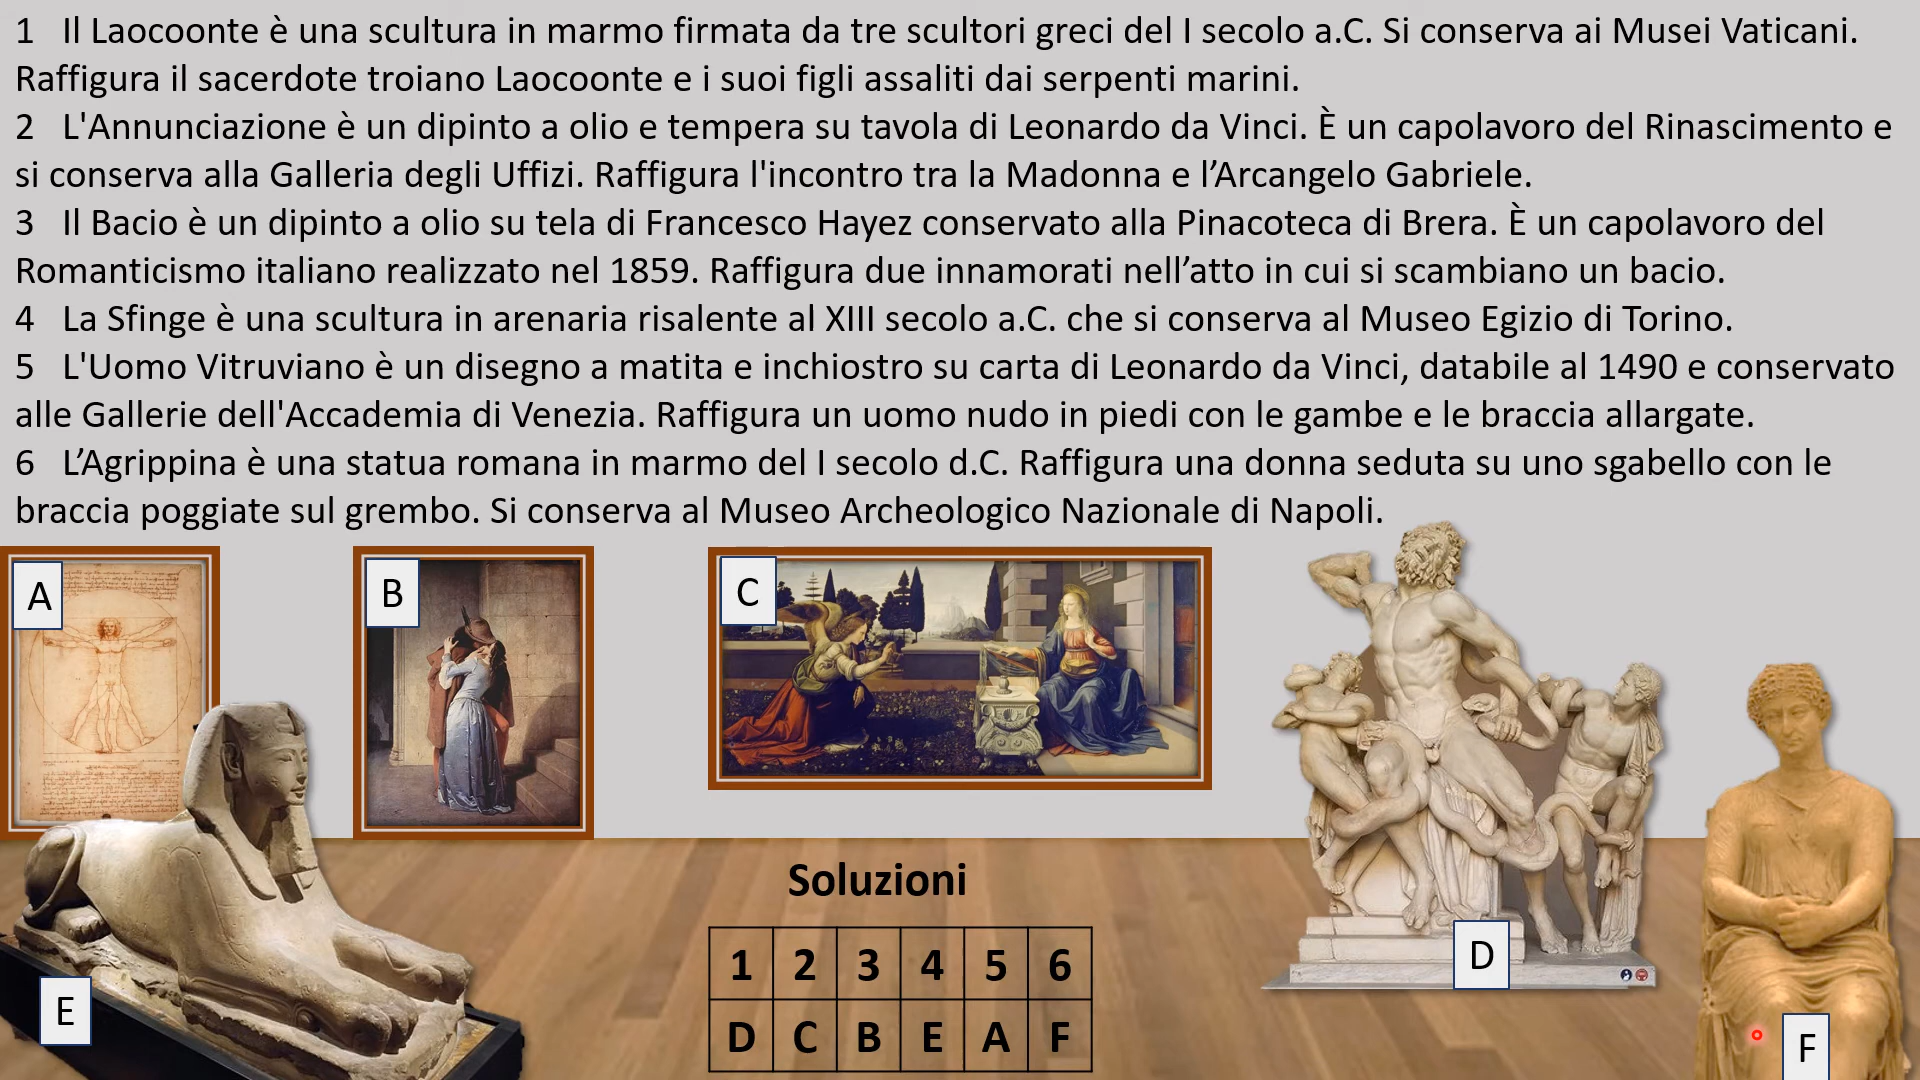 1 Il Laocoonte è una scultura in marmo firmata da tre scultori greci del I secolo a.C. Si conserva ai Musei Vaticani.
Raffigura il sacerdote troiano Laocoonte e i suoi figli assaliti dai serpenti marini.
2 L'Annunciazione è un dipinto a olio e tempera su tavola di Leonardo da Vinci. È un capolavoro del Rinascimento e
si conserva alla Galleria degli Uffizi. Raffigura l'incontro tra la Madonna e l’Arcangelo Gabriele.
3 Il Bacio è un dipinto a olio su tela di Francesco Hayez conservato alla Pinacoteca di Brera. È un capolavoro del
Romanticismo italiano realizzato nel 1859. Raffigura due innamorati nell’atto in cui si scambiano un bacio.
4 La Sfinge è una scultura in arenaria risalente al XIII secolo a.C. che si conserva al Museo Egizio di Torino.
5 L'Uomo Vitruviano è un disegno a matita e inchiostro su carta di Leonardo da Vinci, databile al 1490 e conservato
alle Gallerie dell'Accademia di Venezia. Raffigura un uomo nudo in piedi con le gambe e le braccia allargate.
6 L’Agrippina è una statua romana in marmo del I secolo d.C. Raffigura una donna seduta su uno sgabello con le
braccia poggiate sul grembo. Si conserva al Museo Archeologico Nazionale di Napoli.
A
B
C
D
E
F
Soluzioni
1 2 3 4 5 6
D C B E A F